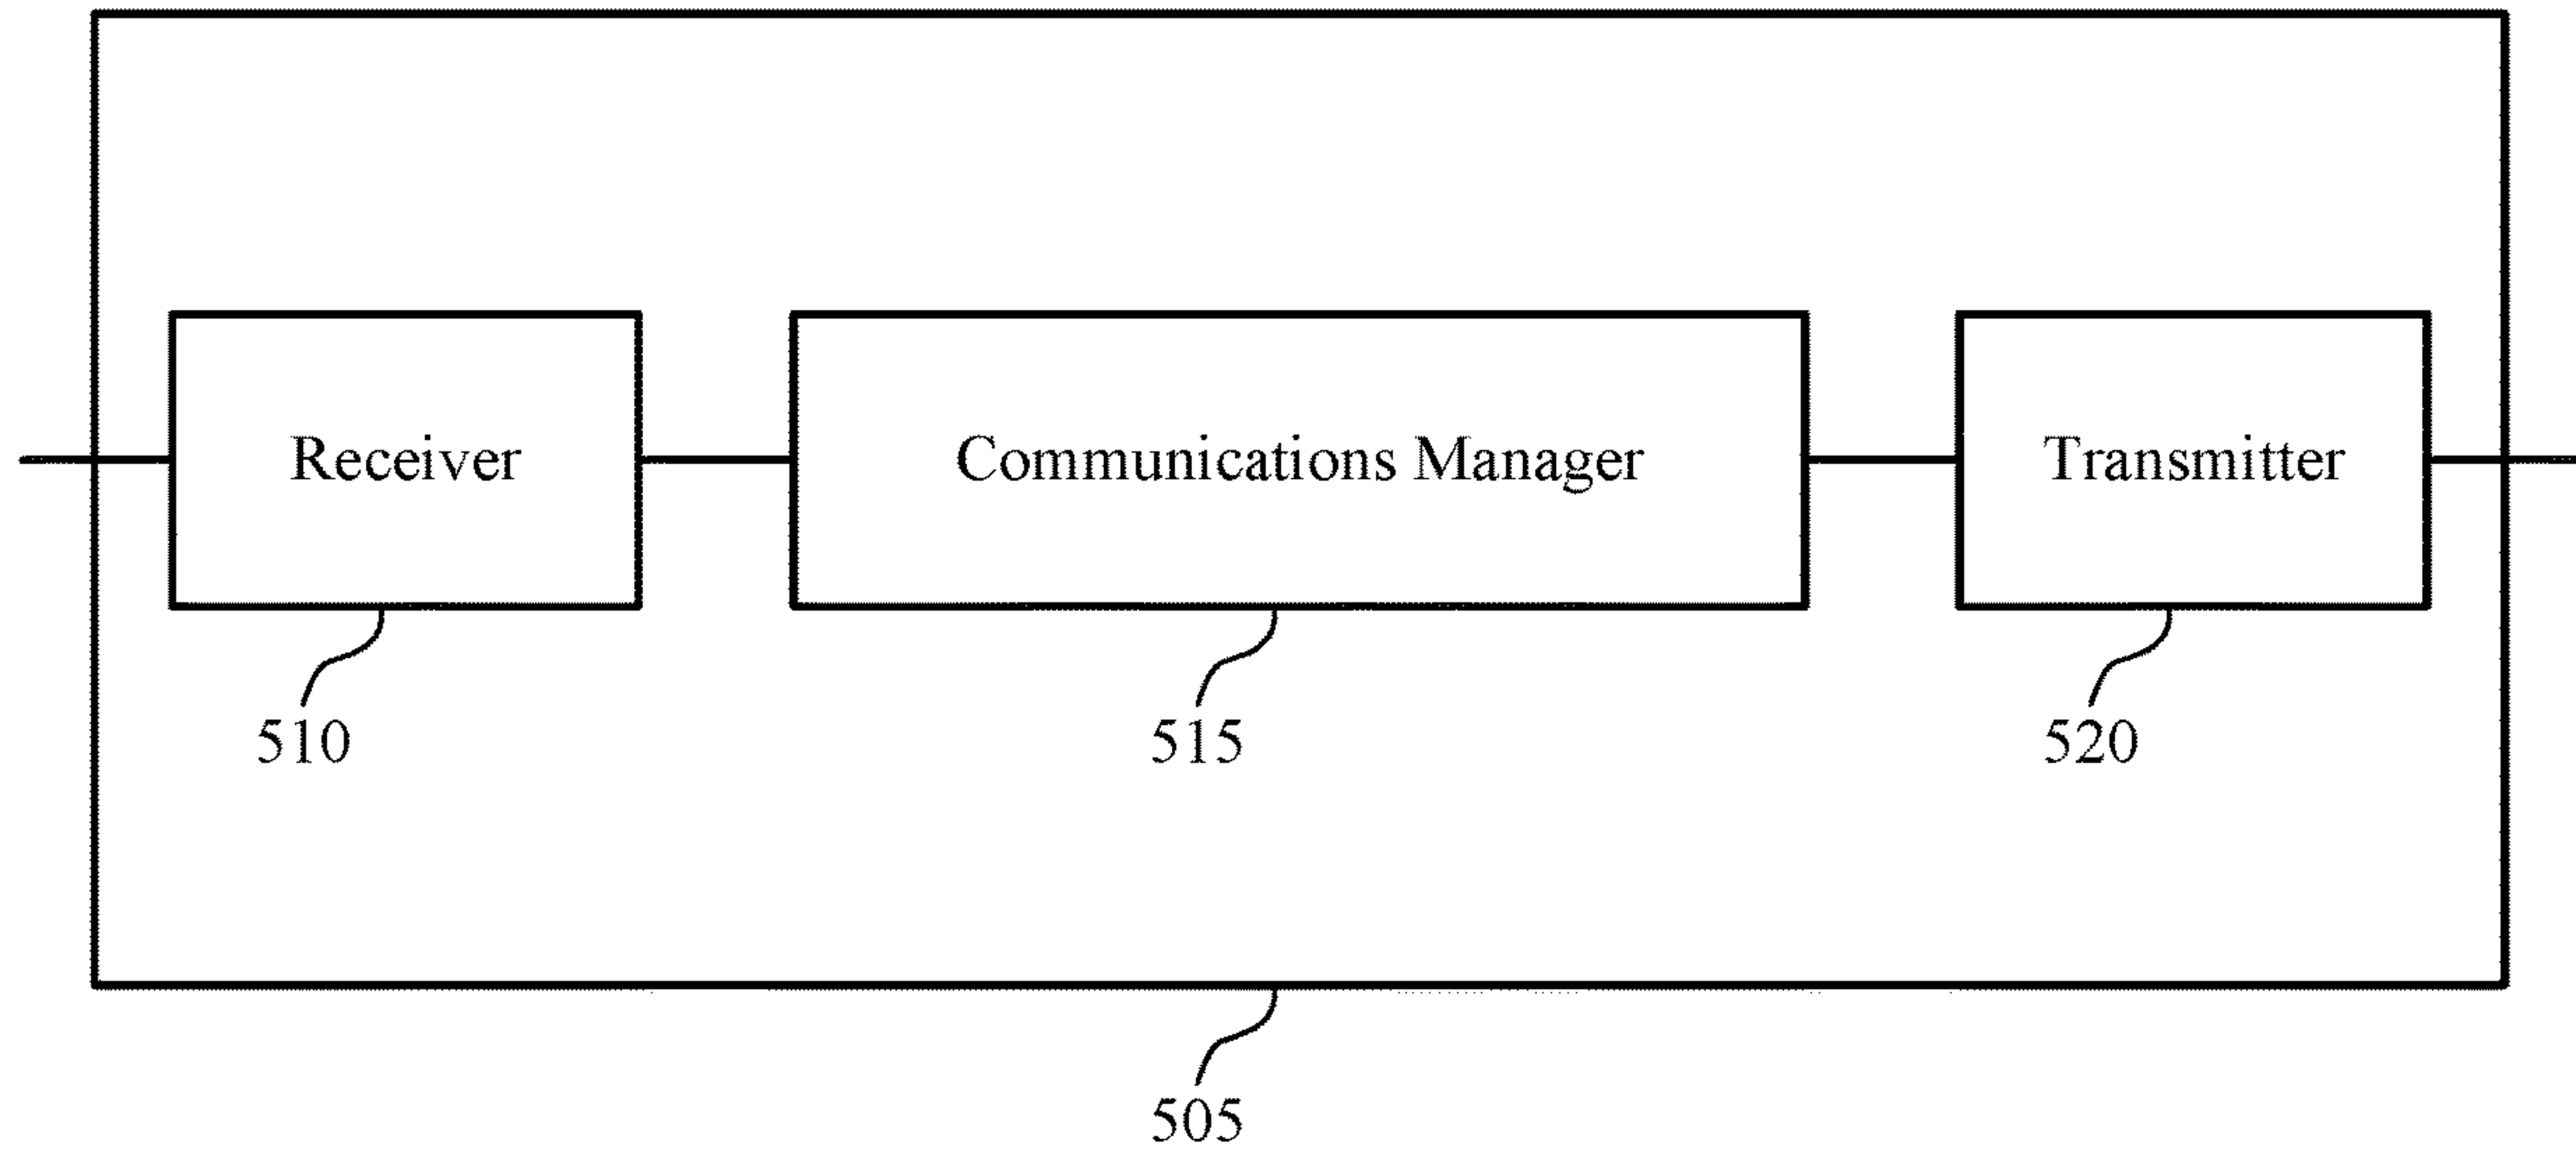 Receiver
Communications Manager
Transmitter
510
515
520
505